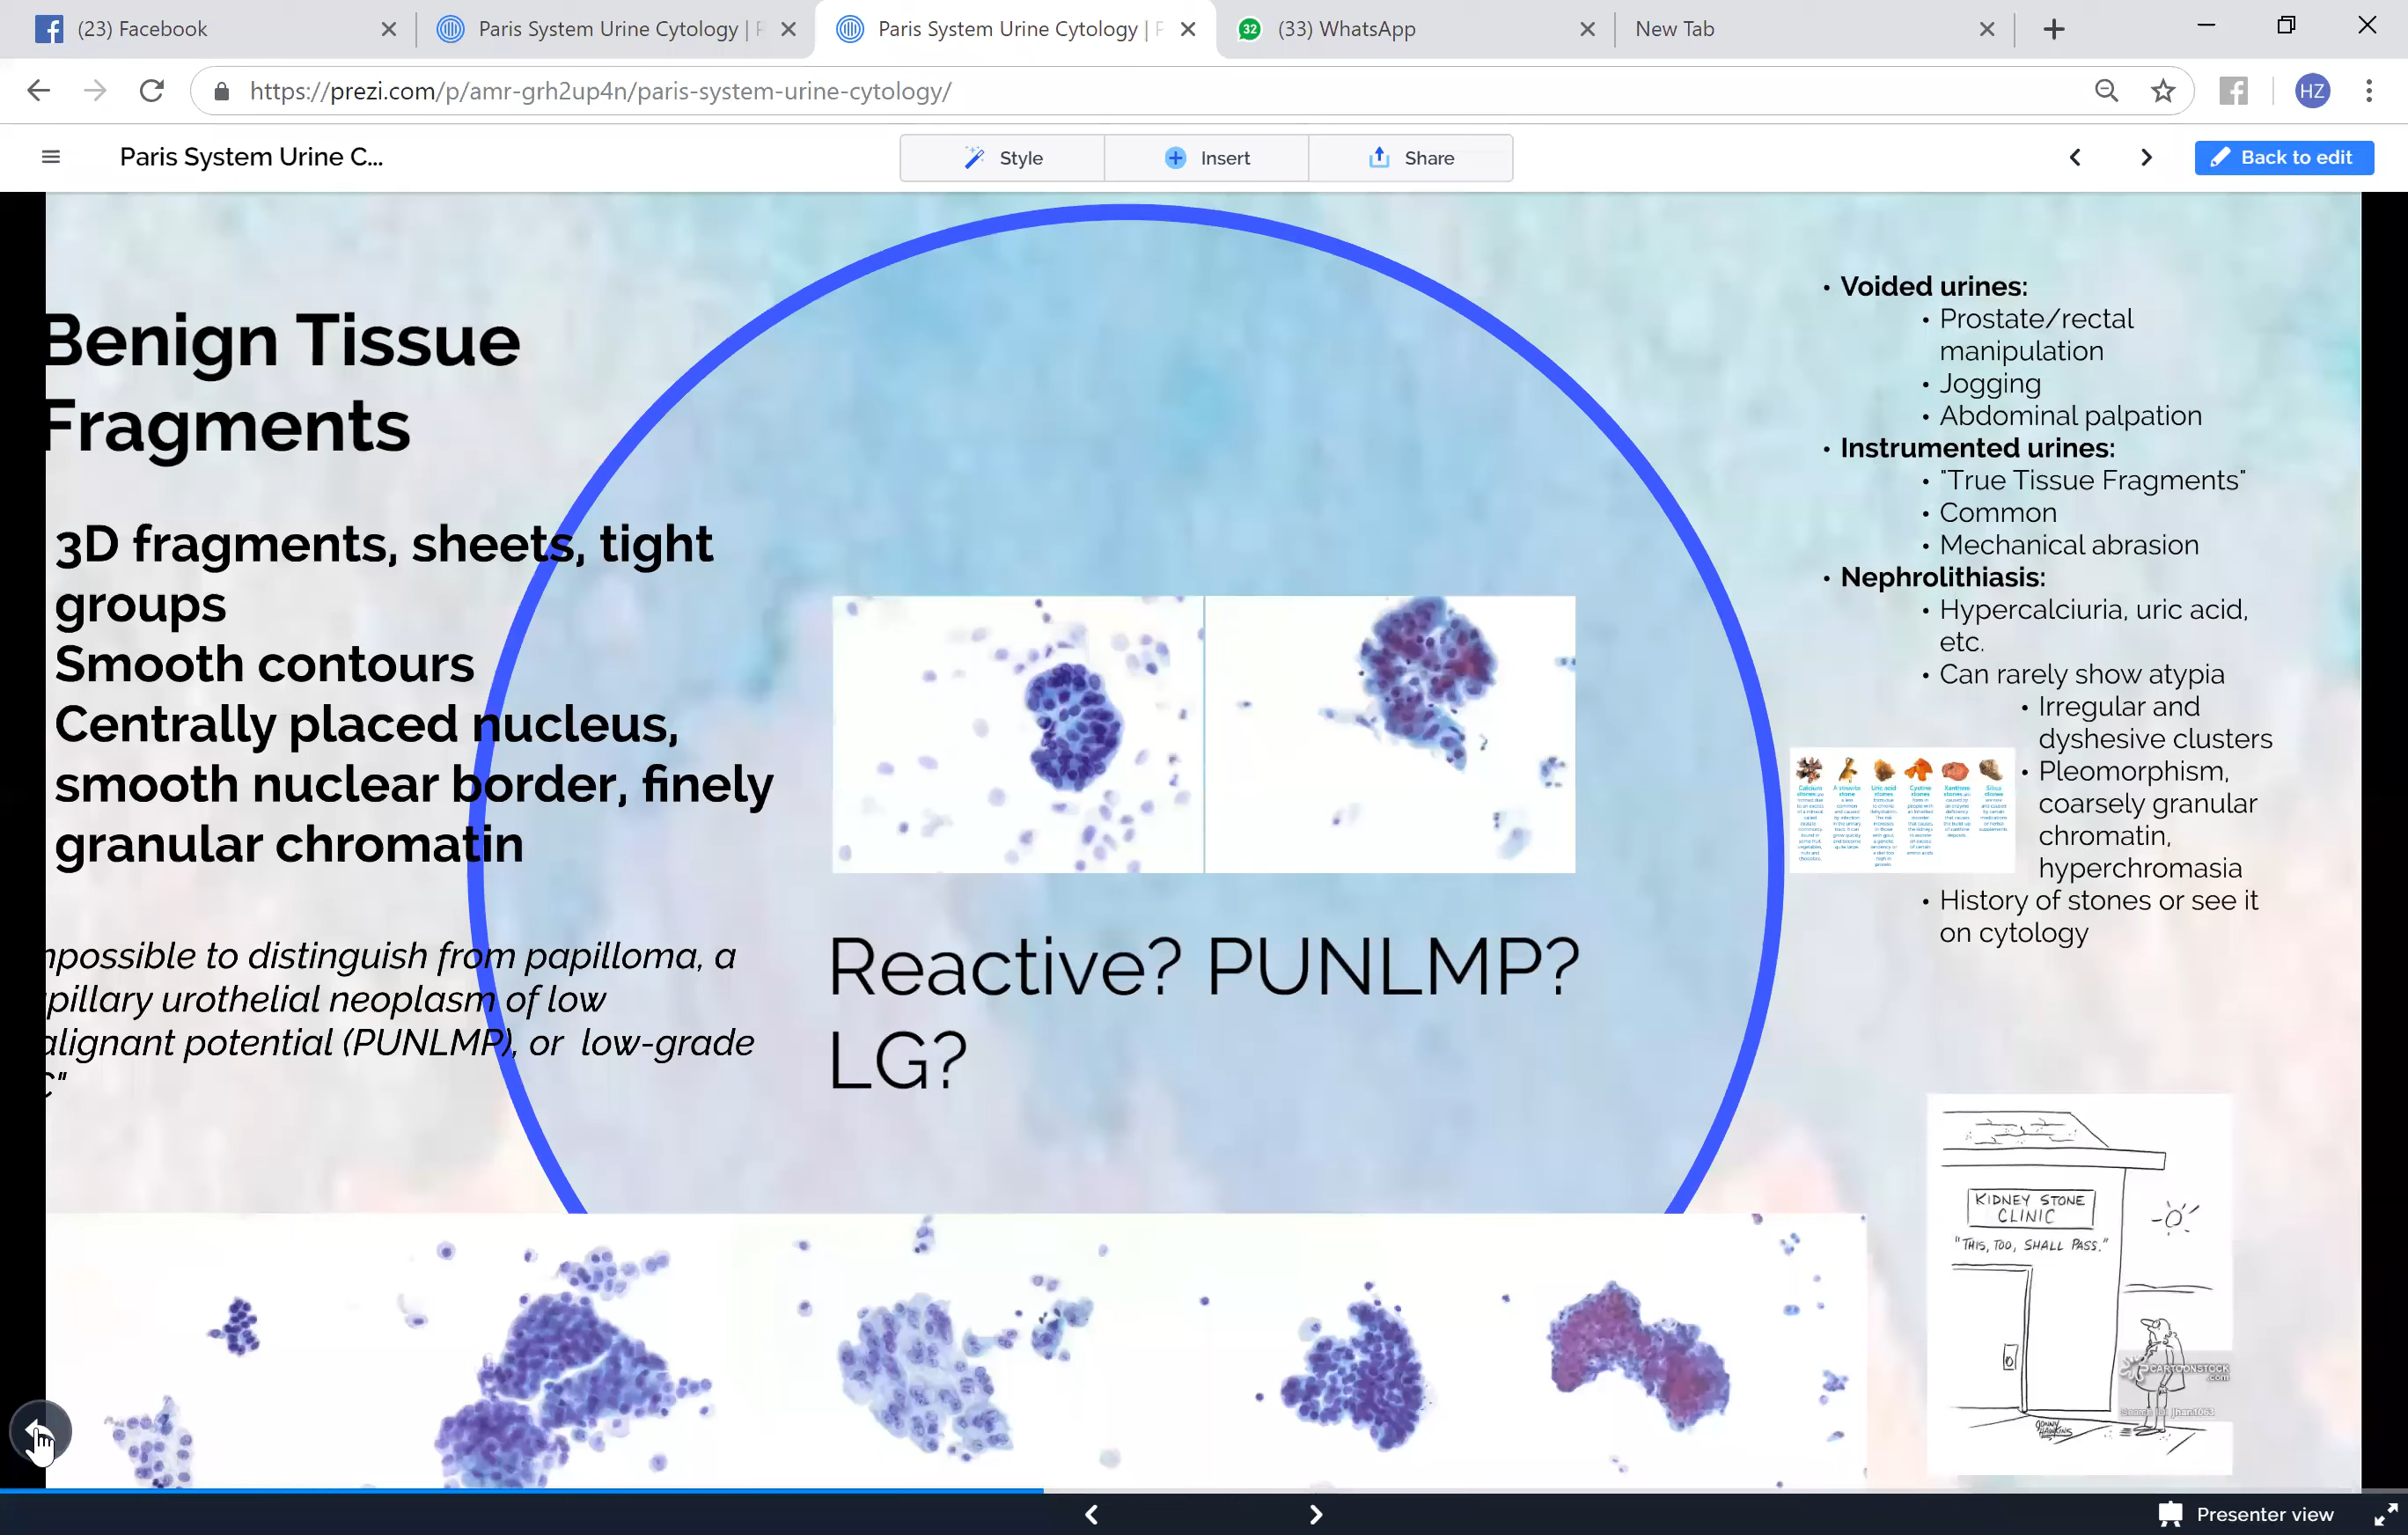 (23) Facebook
Paris System Urine Cytology |
Paris System Urine Cytology |
32
(33) WhatsApp
New Tab
https://prezi.com/p/amr-grh2up4n/paris-system-urine-cytology/
HZ
Paris System Urine C...
Style
Insert
Share
Back to edit
Benign Tissue
Fragments
3D fragments, sheets, tight
groups
Smooth contours
Centrally placed nucleus,
smooth nuclear border, finely
granular chromatin
mpossible to distinguish from papilloma, a
pillary urothelial neoplasm of low
alignant potential (PUNLMP), or low-grade
C"
Reactive? PUNLMP?
LG?
• Voided urines:
• Prostate/rectal
manipulation
• Jogging
• Abdominal palpation
• Instrumented urines:
• "True Tissue Fragments"
• Common
• Mechanical abrasion
• Nephrolithiasis:
• Hypercalciuria, uric acid,
etc.
• Can rarely show atypia
• Irregular and
dyshesive clusters
• Pleomorphism,
coarsely granular
chromatin,
hyperchromasia
• History of stones or see it
on cytology
KIDNEY STONE
CLINIC
"THIS, TOO, SHALL PASS."
CARTOONSTOCK
.com
Presenter view